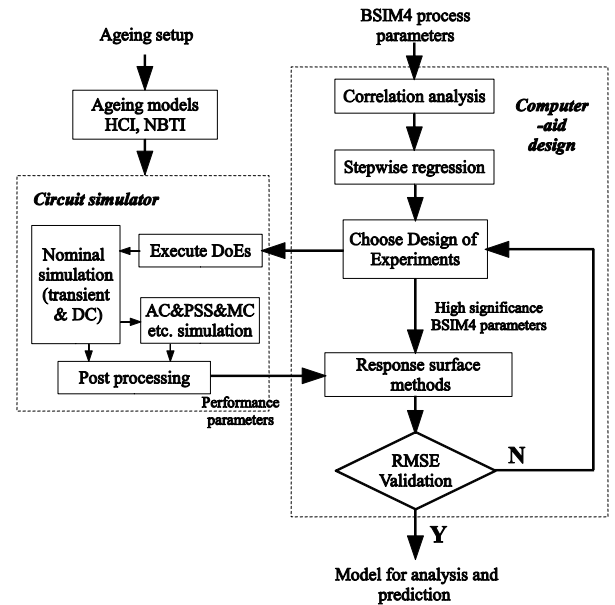 Ageing setup
Ageing models
HCI, NBTI
Circuit simulator
Nominal
simulation
(transient
& DC)
Execute DoEs
AC&PSS&MC
etc. simulation
Post processing
Performance
parameters
BSIM4 process
parameters
Computer
-aid
design
Correlation analysis
Stepwise regression
Choose Design of
Experiments
High significance
BSIM4 parameters
Response surface
methods
RMSE
Validation
N
Y
Model for analysis and
prediction